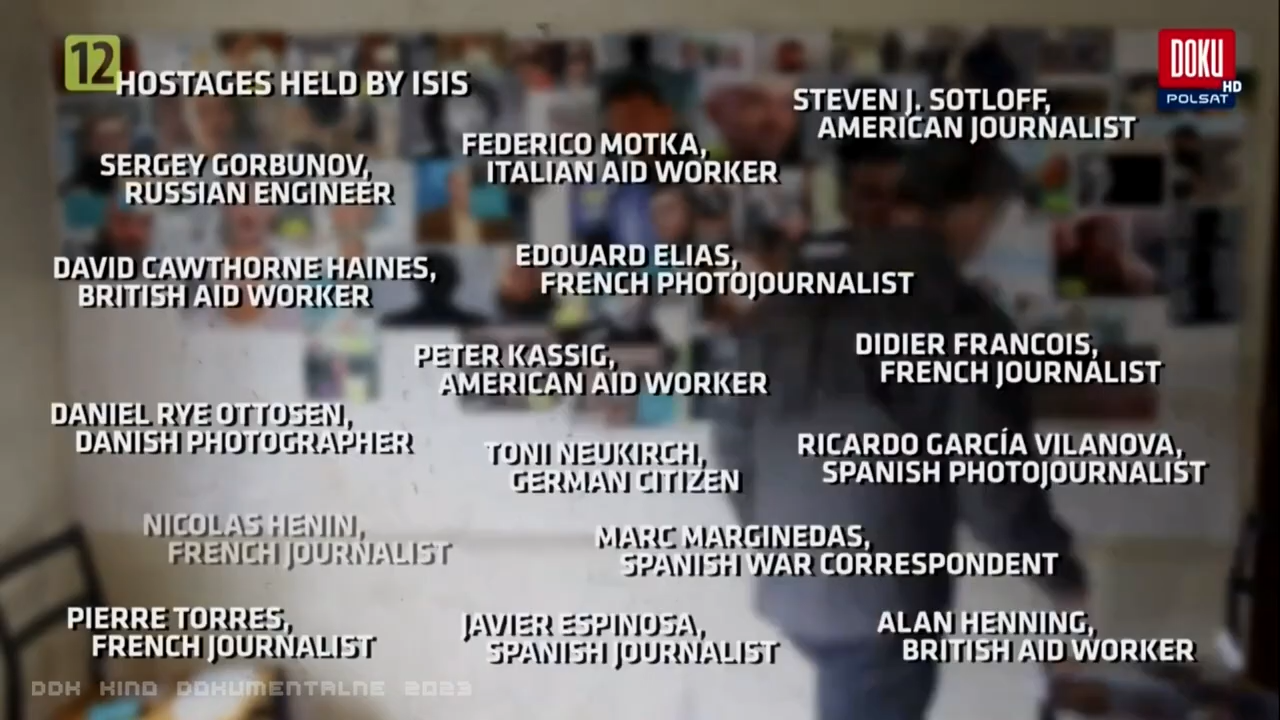 12
HOSTAGES HELD BY ISIS
DOKU
HD
POLSAT
STEVEN J. SOTLOFF,
AMERICAN JOURNALIST
FEDERICO MOTKA,
ITALIAN AID WORKER
SERGEY GORBUNOV,
RUSSIAN ENGINEER
EDOUARD ELIAS,
FRENCH PHOTOJOURNALIST
DAVID CAWTHORNE HAINES,
BRITISH AID WORKER
DIDIER FRANCOIS,
FRENCH JOURNALIST
PETER KASSIG,
AMERICAN AID WORKER
DANIEL RYE OTTOSEN,
DANISH PHOTOGRAPHER
TONI NEUKIRCH,
GERMAN CITIZEN
RICARDO GARCÍA VILANOVA,
SPANISH PHOTOJOURNALIST
NICOLAS HENIN,
FRENCH JOURNALIST
MARC MARGINEDAS,
SPANISH WAR CORRESPONDENT
PIERRE TORRES,
FRENCH JOURNALIST
JAVIER ESPINOSA,
SPANISH JOURNALIST
ALAN HENNING,
BRITISH AID WORKER
DDK KINO DOKUMENTALNE 2023